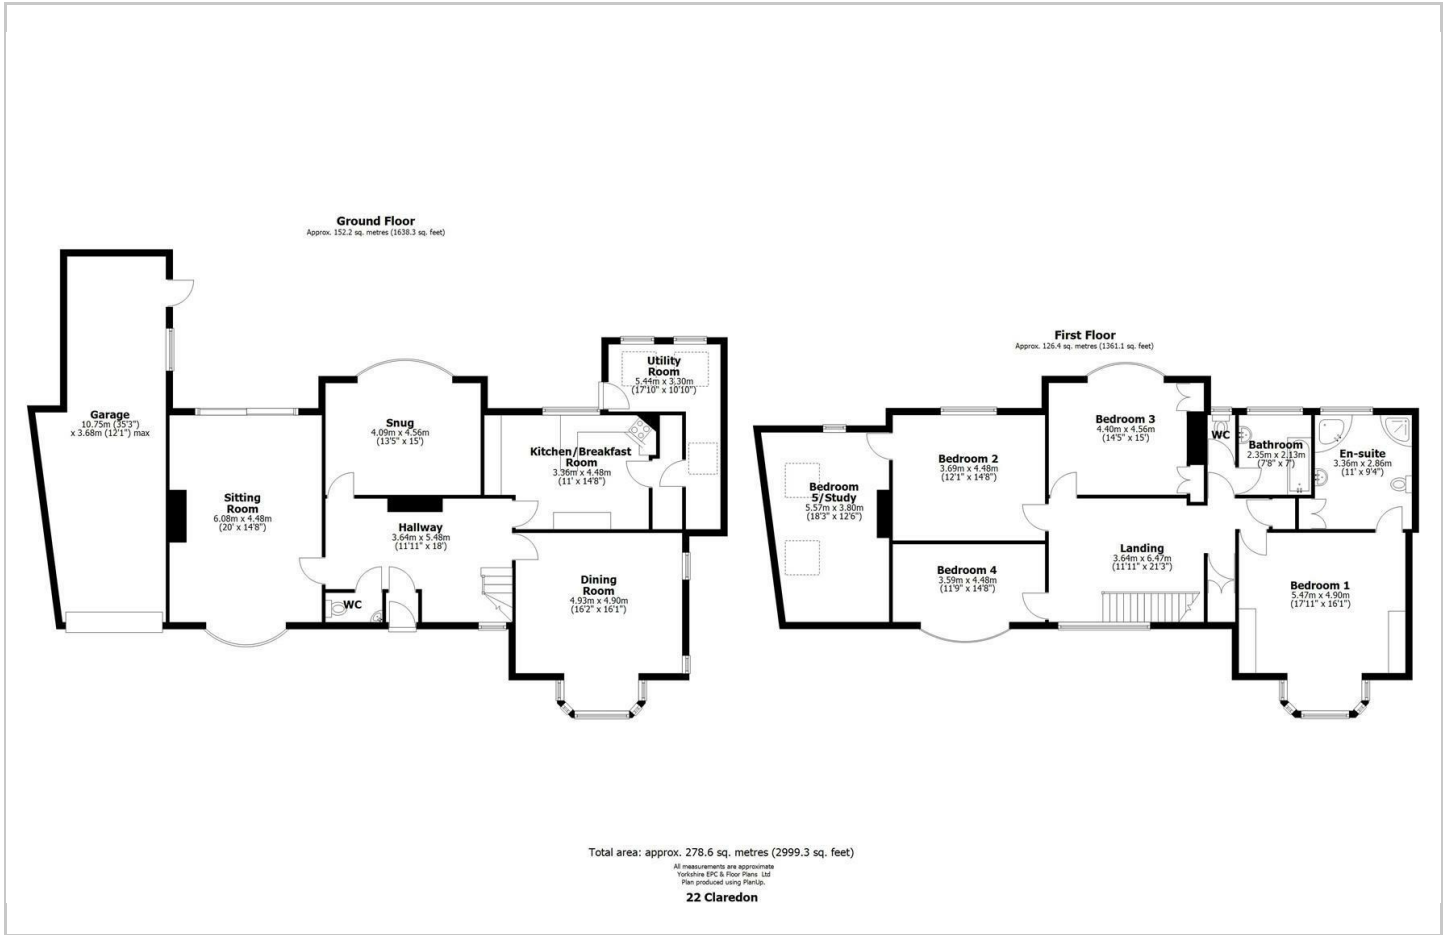 Ground Floor
Approx. 152.2 sq. metres (1638.3 sq. feet)
Garage
10.75m (35'3")
x 3.68m (12'1") max
Sitting
Room
6.08m x 4.48m
(20' x 14'8")
Snug
4.09m x 4.56m
(13'5" x 15')
Hallway
3.64m x 5.48m
(11'11" x 18')
WC
Kitchen/Breakfast
Room
3.36m x 4.48m
(11' x 14'8")
Utility
Room
5.44m x 3.30m
(17'10" x 10'10")
Dining
Room
4.93m x 4.90m
(16'2" x 16'1")
First Floor
Approx. 126.4 sq. metres (1361.1 sq. feet)
Bedroom
5/Study
5.57m x 3.80m
(18'3" x 12'6")
Bedroom 2
3.69m x 4.48m
(12'1" x 14'8")
Bedroom 4
3.59m x 4.48m
(11'9" x 14'8")
Bedroom 3
4.40m x 4.56m
(14'5" x 15')
WC
Bathroom
2.35m x 2.13m
(7'8" x 7')
En-suite
3.36m x 2.86m
(11' x 9'4")
Landing
3.64m x 6.47m
(11'11" x 21'3")
Bedroom 1
5.47m x 4.90m
(17'11" x 16'1")
Total area: approx. 278.6 sq. metres (2999.3 sq. feet)
All measurements are approximate
Yorkshire EPC & Floor Plans Ltd
Plan produced using PlanUp.
22 Claredon